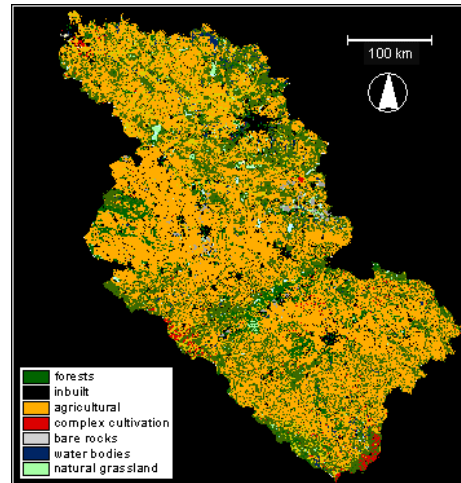 100 km
forests
inbuilt
agricultural
complex cultivation
bare rocks
water bodies
natural grassland